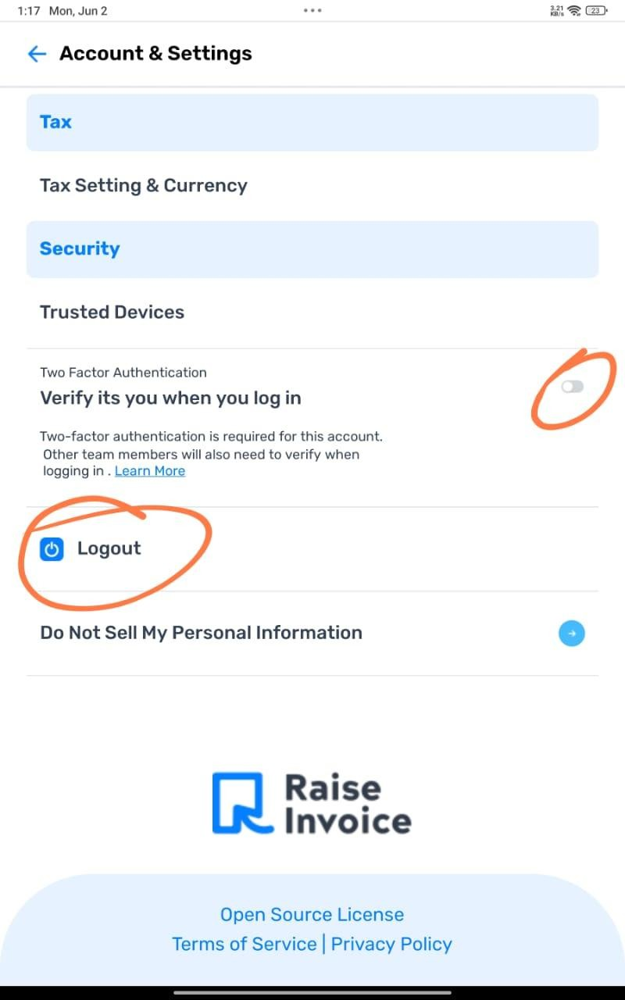 1:17 Mon, Jun 2
3.21 KB/s 23
Account & Settings
Tax
Tax Setting & Currency
Security
Trusted Devices
Two Factor Authentication
Verify its you when you log in
Two-factor authentication is required for this account.
Other team members will also need to verify when
logging in . Learn More
Logout
Do Not Sell My Personal Information
Raise
Invoice
Open Source License
Terms of Service | Privacy Policy